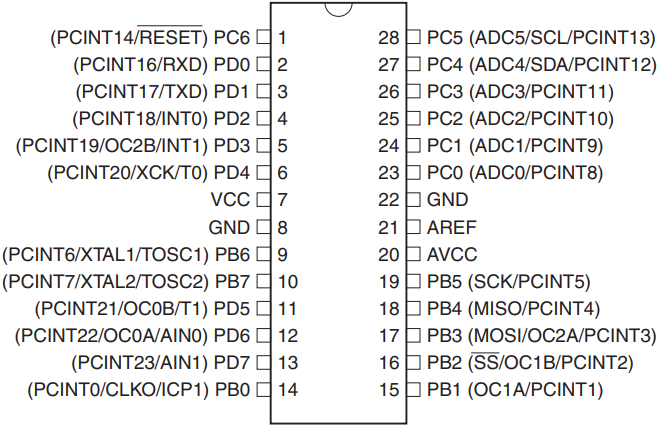 (PCINT14/RESET) PC6 1 28 PC5 (ADC5/SCL/PCINT13)
(PCINT16/RXD) PD0 2 27 PC4 (ADC4/SDA/PCINT12)
(PCINT17/TXD) PD1 3 26 PC3 (ADC3/PCINT11)
(PCINT18/INT0) PD2 4 25 PC2 (ADC2/PCINT10)
(PCINT19/OC2B/INT1) PD3 5 24 PC1 (ADC1/PCINT9)
(PCINT20/XCK/T0) PD4 6 23 PC0 (ADC0/PCINT8)
VCC 7 22 GND
GND 8 21 AREF
(PCINT6/XTAL1/TOSC1) PB6 9 20 AVCC
(PCINT7/XTAL2/TOSC2) PB7 10 19 PB5 (SCK/PCINT5)
(PCINT21/OC0B/T1) PD5 11 18 PB4 (MISO/PCINT4)
(PCINT22/OC0A/AIN0) PD6 12 17 PB3 (MOSI/OC2A/PCINT3)
(PCINT23/AIN1) PD7 13 16 PB2 (SS/OC1B/PCINT2)
(PCINT0/CLKO/ICP1) PB0 14 15 PB1 (OC1A/PCINT1)